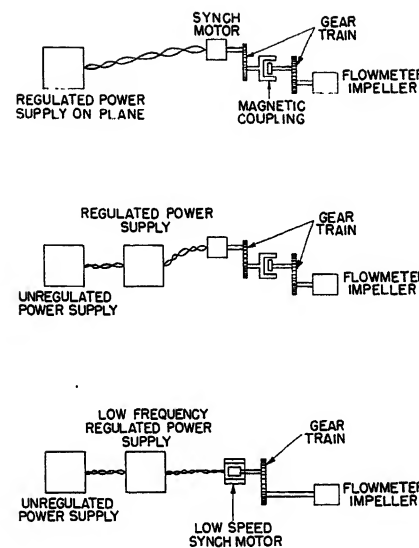 SYNCH
MOTOR
GEAR
TRAIN
REGULATED POWER
SUPPLY ON PLANE
MAGNETIC
COUPLING
FLOWMETER
IMPELLER
REGULATED POWER
SUPPLY
GEAR
TRAIN
UNREGULATED
POWER SUPPLY
FLOWMETER
IMPELLER
LOW FREQUENCY
REGULATED POWER
SUPPLY
GEAR
TRAIN
UNREGULATED
POWER SUPPLY
LOW SPEED
SYNCH MOTOR
FLOWMETER
IMPELLER